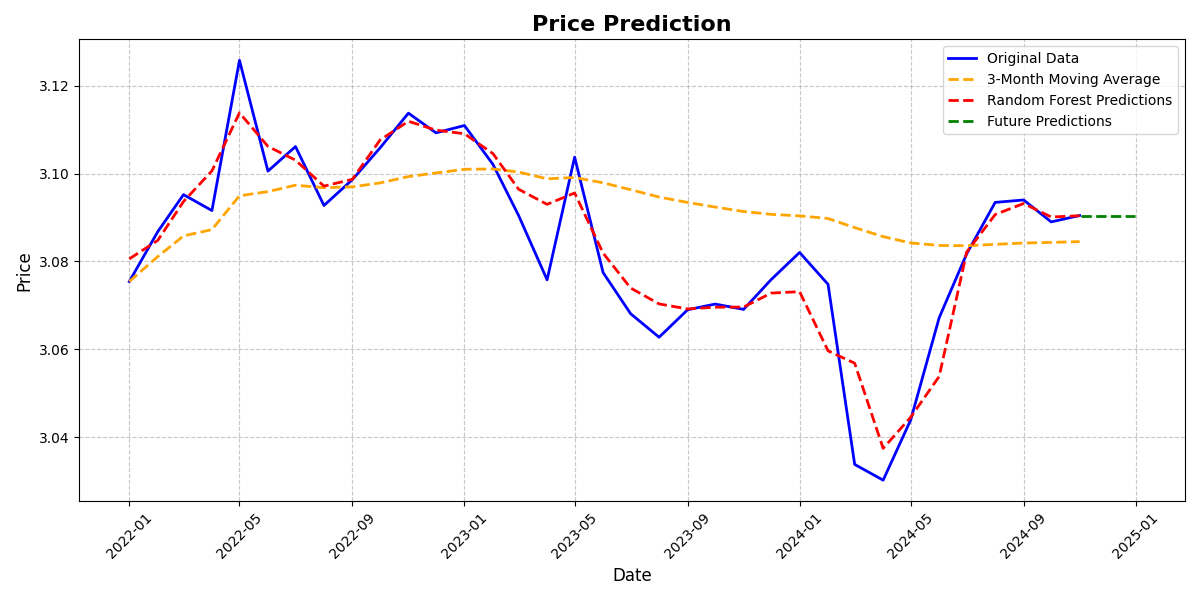 Price Prediction
Original Data
3-Month Moving Average
Random Forest Predictions
Future Predictions
Price
3.12
3.10
3.08
3.06
3.04
2022-01
2022-05
2022-09
2023-01
2023-05
2023-09
2024-01
2024-05
2024-09
2025-01
Date